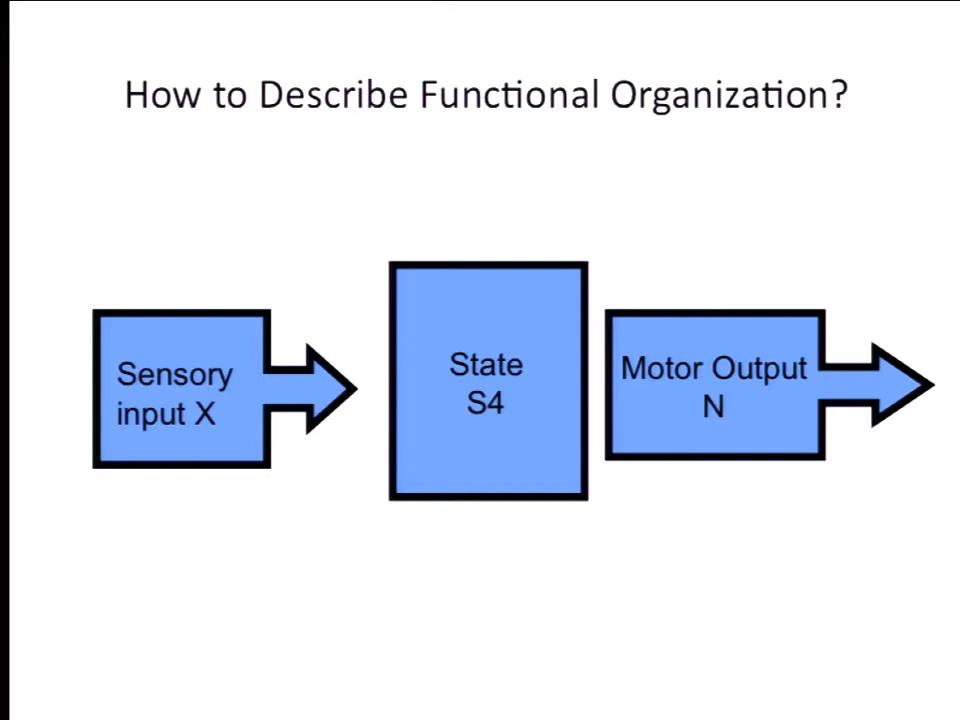 How to Describe Functional Organization?
Sensory
input X
State
S4
Motor Output
N